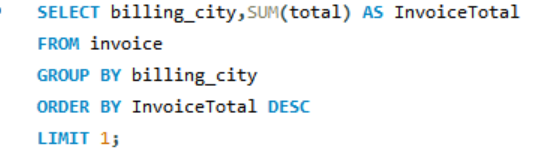 SELECT billing_city,SUM(total) AS InvoiceTotal
FROM invoice
GROUP BY billing_city
ORDER BY InvoiceTotal DESC
LIMIT 1;